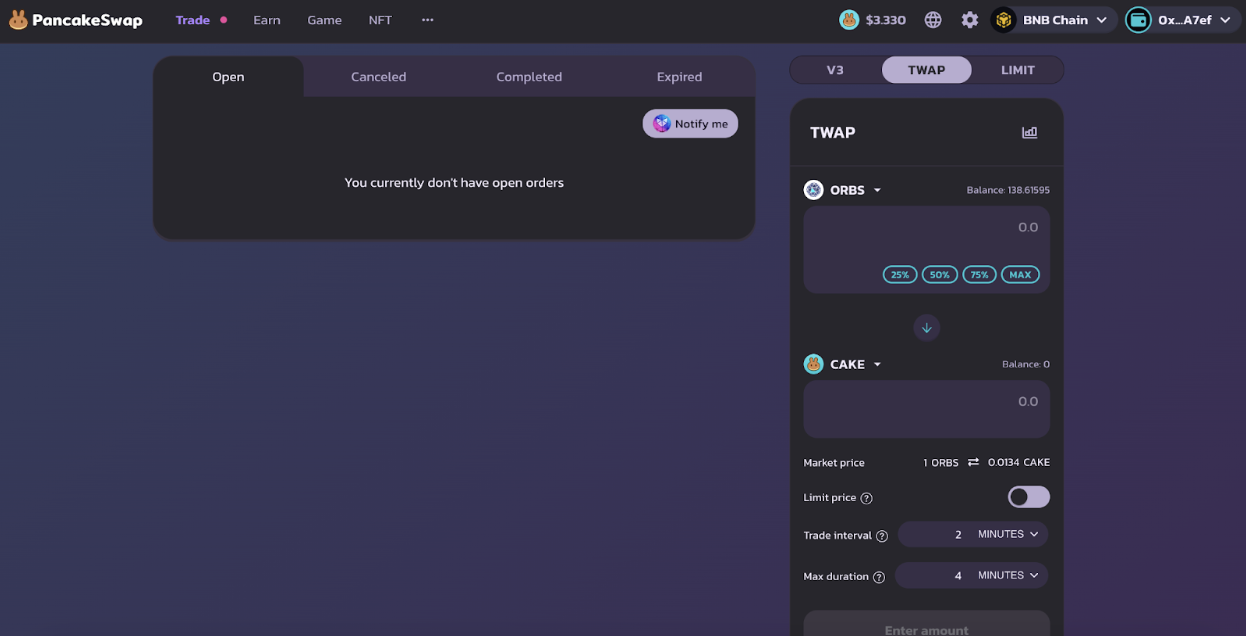 PancakeSwap Trade Earn Game NFT ... $3.330 BNB Chain 0x...A7ef
Open Canceled Completed Expired
Notify me
You currently don't have open orders
V3 TWAP LIMIT
TWAP
ORBS Balance: 138.61595
0.0
25% 50% 75% MAX
CAKE Balance: 0
0.0
Market price 1 ORBS ⇄ 0.0134 CAKE
Limit price ?
Trade interval ? 2 MINUTES
Max duration ? 4 MINUTES
Enter amount